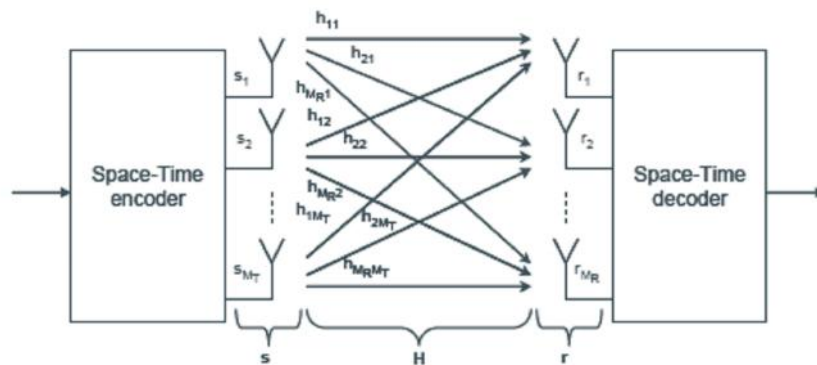 h11
h21
s1
r1
hMR1
h12
s2
h22
r2
Space-Time
encoder
Space-Time
decoder
hMR2
h1MT
h2MT
sMT
hMRMT
rMR
s
H
r